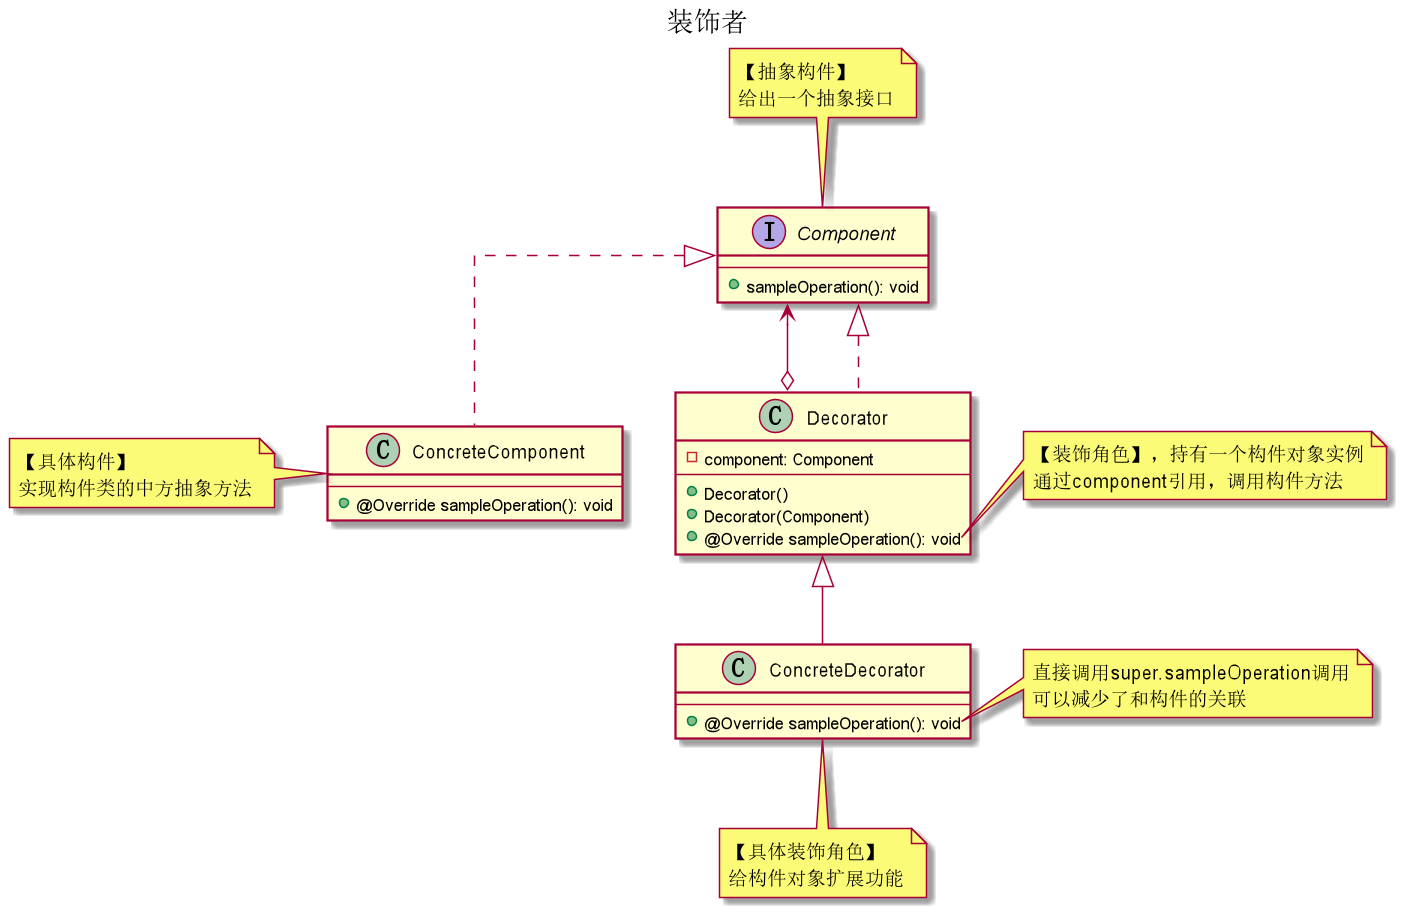 装饰者
【抽象构件】
给出一个抽象接口
I Component
sampleOperation(): void
C ConcreteComponent
@Override sampleOperation(): void
【具体构件】
实现构件类的中方抽象方法
C Decorator
component: Component
Decorator()
Decorator(Component)
@Override sampleOperation(): void
【装饰角色】，持有一个构件对象实例
通过component引用，调用构件方法
C ConcreteDecorator
@Override sampleOperation(): void
直接调用super.sampleOperation调用
可以减少了和构件的关联
【具体装饰角色】
给构件对象扩展功能